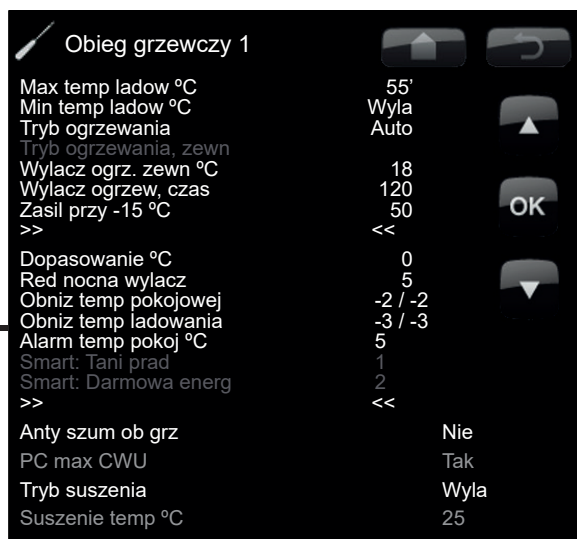 Obieg grzewczy 1
Max temp ladow ºC 55’
Min temp ladow ºC Wyla
Tryb ogrzewania Auto
Tryb ogrzewania, zewn
Wylacz ogrz. zewn ºC 18
Wylacz ogrzew, czas 120
Zasil przy -15 ºC 50
OK
>> <<
Dopasowanie ºC 0
Red nocna wylacz 5
Obniz temp pokojowej -2 / -2
Obniz temp ladowania -3 / -3
Alarm temp pokoj ºC 5
Smart: Tani prad 1
Smart: Darmowa energ 2
>> <<
Anty szum ob grz Nie
PC max CWU Tak
Tryb suszenia Wyla
Suszenie temp ºC 25